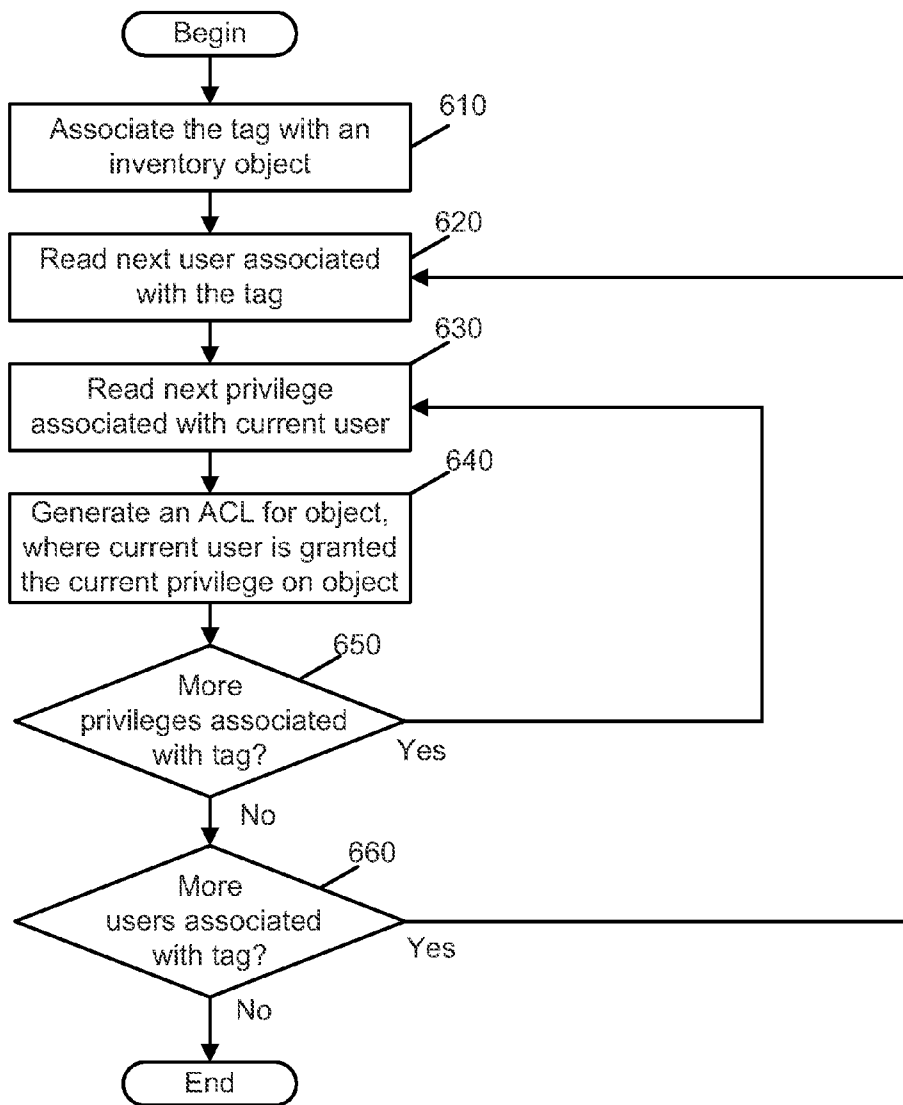 Begin
610
Associate the tag with an
inventory object
620
Read next user associated
with the tag
630
Read next privilege
associated with current user
640
Generate an ACL for object,
where current user is granted
the current privilege on object
650
More
privileges associated
with tag?
Yes
No
660
More
users associated
with tag?
Yes
No
End